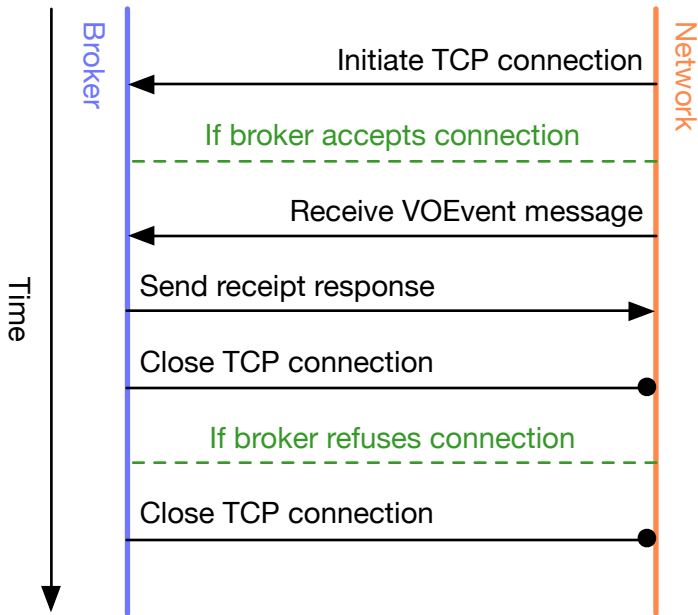 Broker
Network
Initiate TCP connection
If broker accepts connection
Receive VOEvent message
Time
Send receipt response
Close TCP connection
If broker refuses connection
Close TCP connection